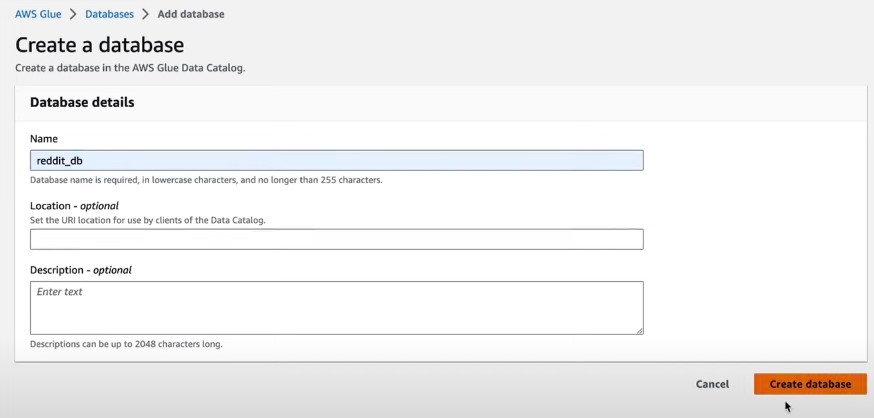 AWS Glue > Databases > Add database
Create a database
Create a database in the AWS Glue Data Catalog.
Database details
Name
reddit_db
Database name is required, in lowercase characters, and no longer than 255 characters.
Location - optional
Set the URI location for use by clients of the Data Catalog.
Description - optional
Enter text
Descriptions can be up to 2048 characters long.
Cancel Create database